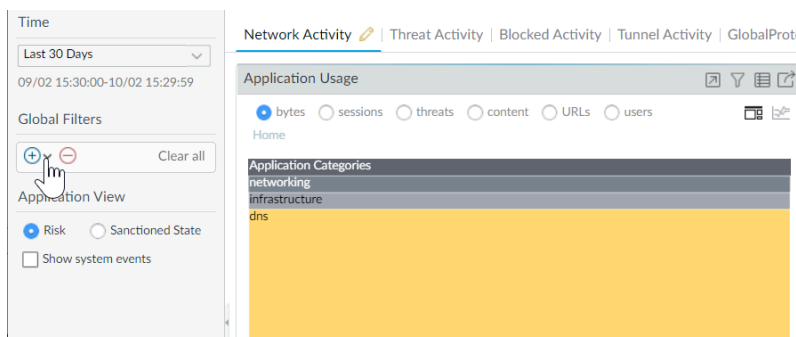 Time
Last 30 Days
09/02 15:30:00-10/02 15:29:59
Global Filters
Clear all
Application View
Risk Sanctioned State
Show system events
Network Activity | Threat Activity | Blocked Activity | Tunnel Activity | GlobalProt
Application Usage
bytes sessions threats content URLs users
Home
Application Categories
networking
infrastructure
dns